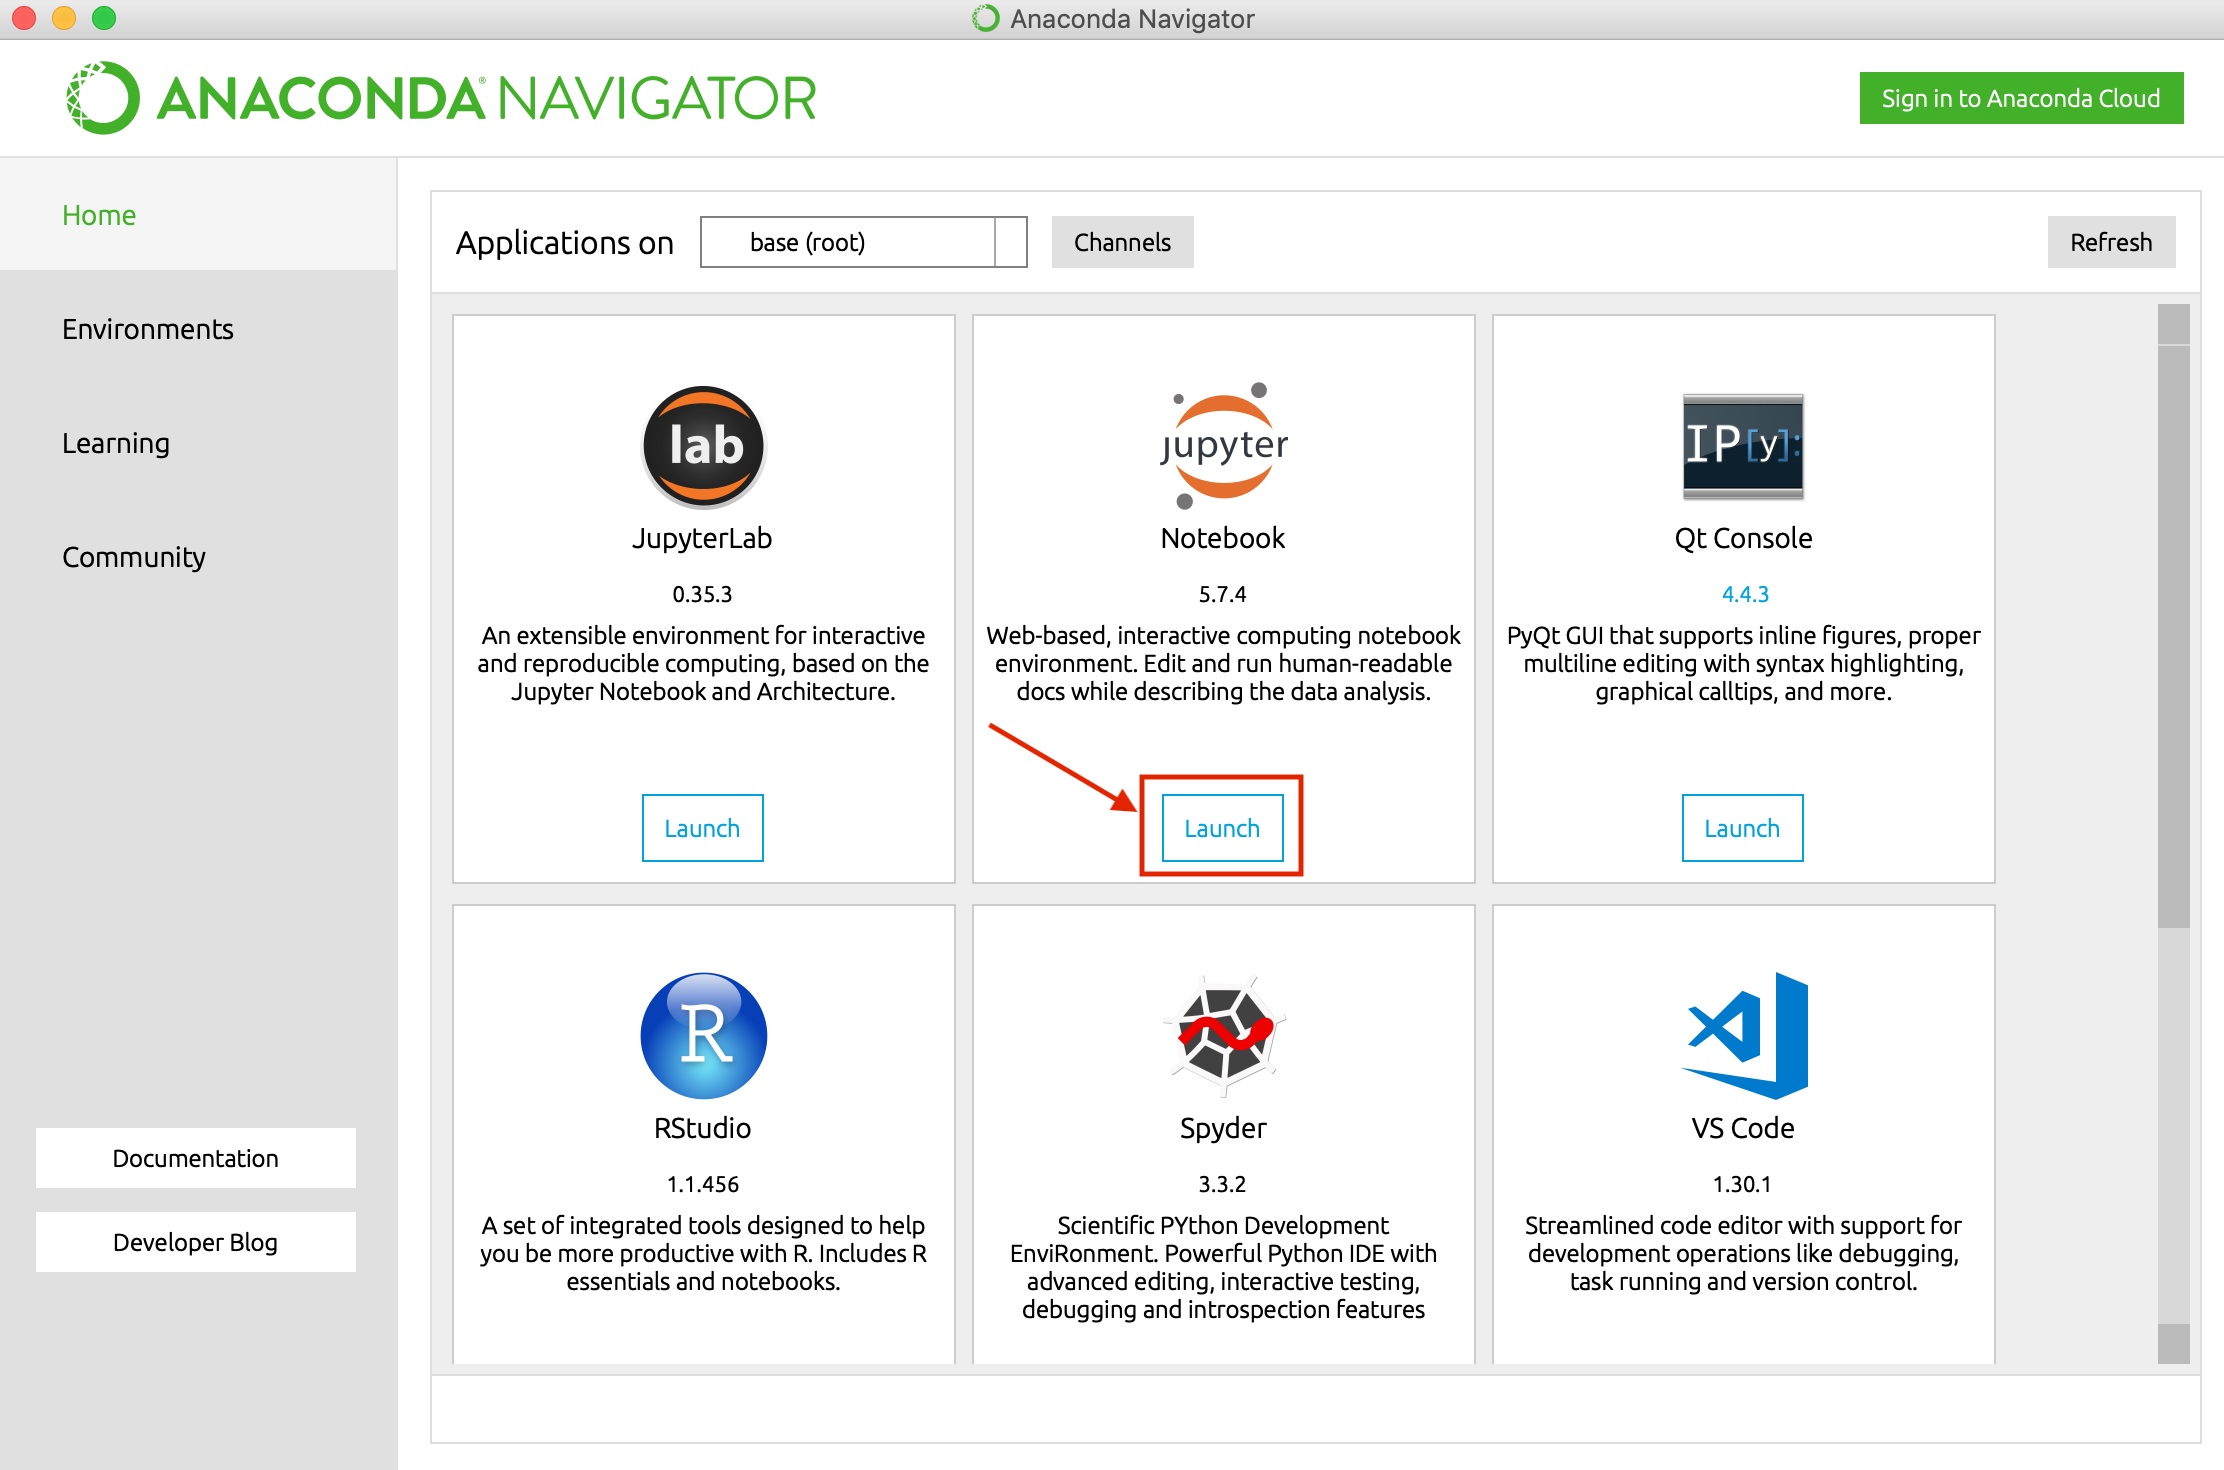 Anaconda Navigator
ANACONDA® NAVIGATOR
Sign in to Anaconda Cloud
Home
Environments
Learning
Community
Documentation
Developer Blog
Applications on
base (root)
Channels
Refresh
lab
JupyterLab
0.35.3
An extensible environment for interactive
and reproducible computing, based on the
Jupyter Notebook and Architecture.
Launch
jupyter
Notebook
5.7.4
Web-based, interactive computing notebook
environment. Edit and run human-readable
docs while describing the data analysis.
Launch
IP[y]:
Qt Console
4.4.3
PyQt GUI that supports inline figures, proper
multiline editing with syntax highlighting,
graphical calltips, and more.
Launch
R
RStudio
1.1.456
A set of integrated tools designed to help
you be more productive with R. Includes R
essentials and notebooks.
Spyder
3.3.2
Scientific PYthon Development
EnviRonment. Powerful Python IDE with
advanced editing, interactive testing,
debugging and introspection features
VS Code
1.30.1
Streamlined code editor with support for
development operations like debugging,
task running and version control.